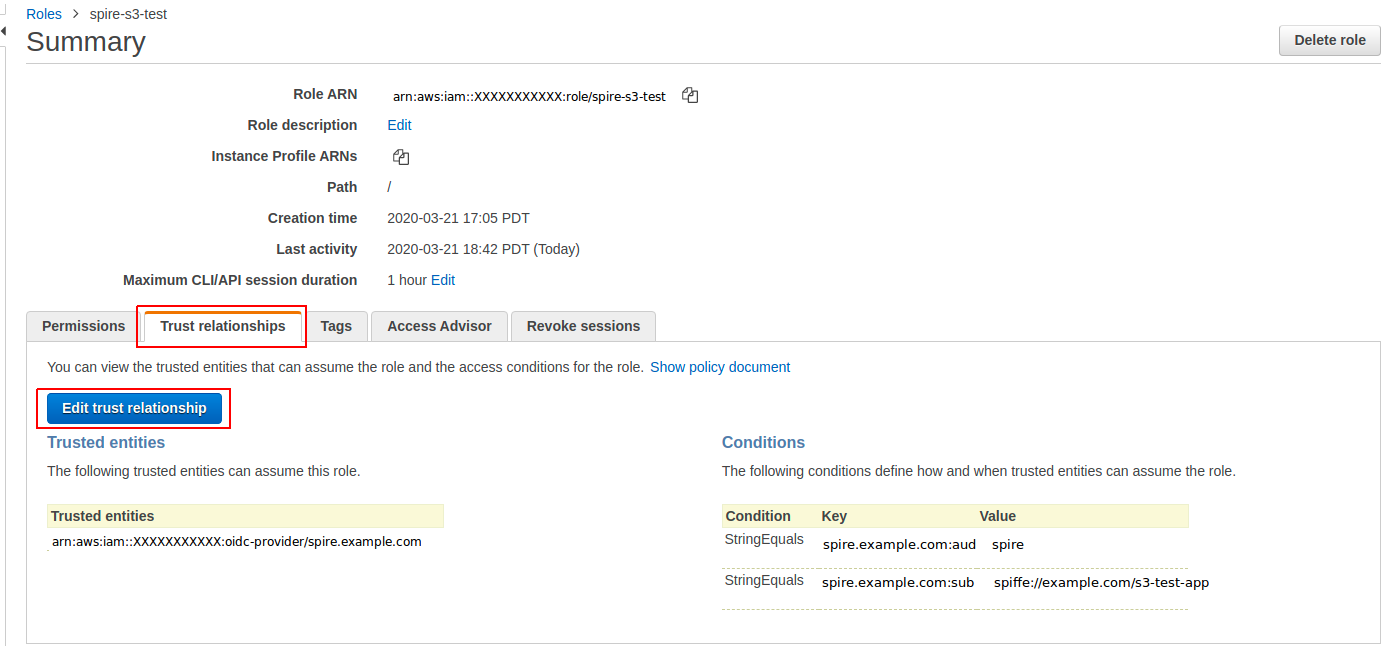 Roles > spire-s3-test
Summary
Delete role
Role ARN arn:aws:iam::XXXXXXXXXXX:role/spire-s3-test
Role description Edit
Instance Profile ARNs
Path /
Creation time 2020-03-21 17:05 PDT
Last activity 2020-03-21 18:42 PDT (Today)
Maximum CLI/API session duration 1 hour Edit
Permissions Trust relationships Tags Access Advisor Revoke sessions
You can view the trusted entities that can assume the role and the access conditions for the role. Show policy document
Edit trust relationship
Trusted entities
The following trusted entities can assume this role.
Trusted entities
arn:aws:iam::XXXXXXXXXXX:oidc-provider/spire.example.com
Conditions
The following conditions define how and when trusted entities can assume the role.
Condition Key Value
StringEquals spire.example.com:aud spire
StringEquals spire.example.com:sub spiffe://example.com/s3-test-app